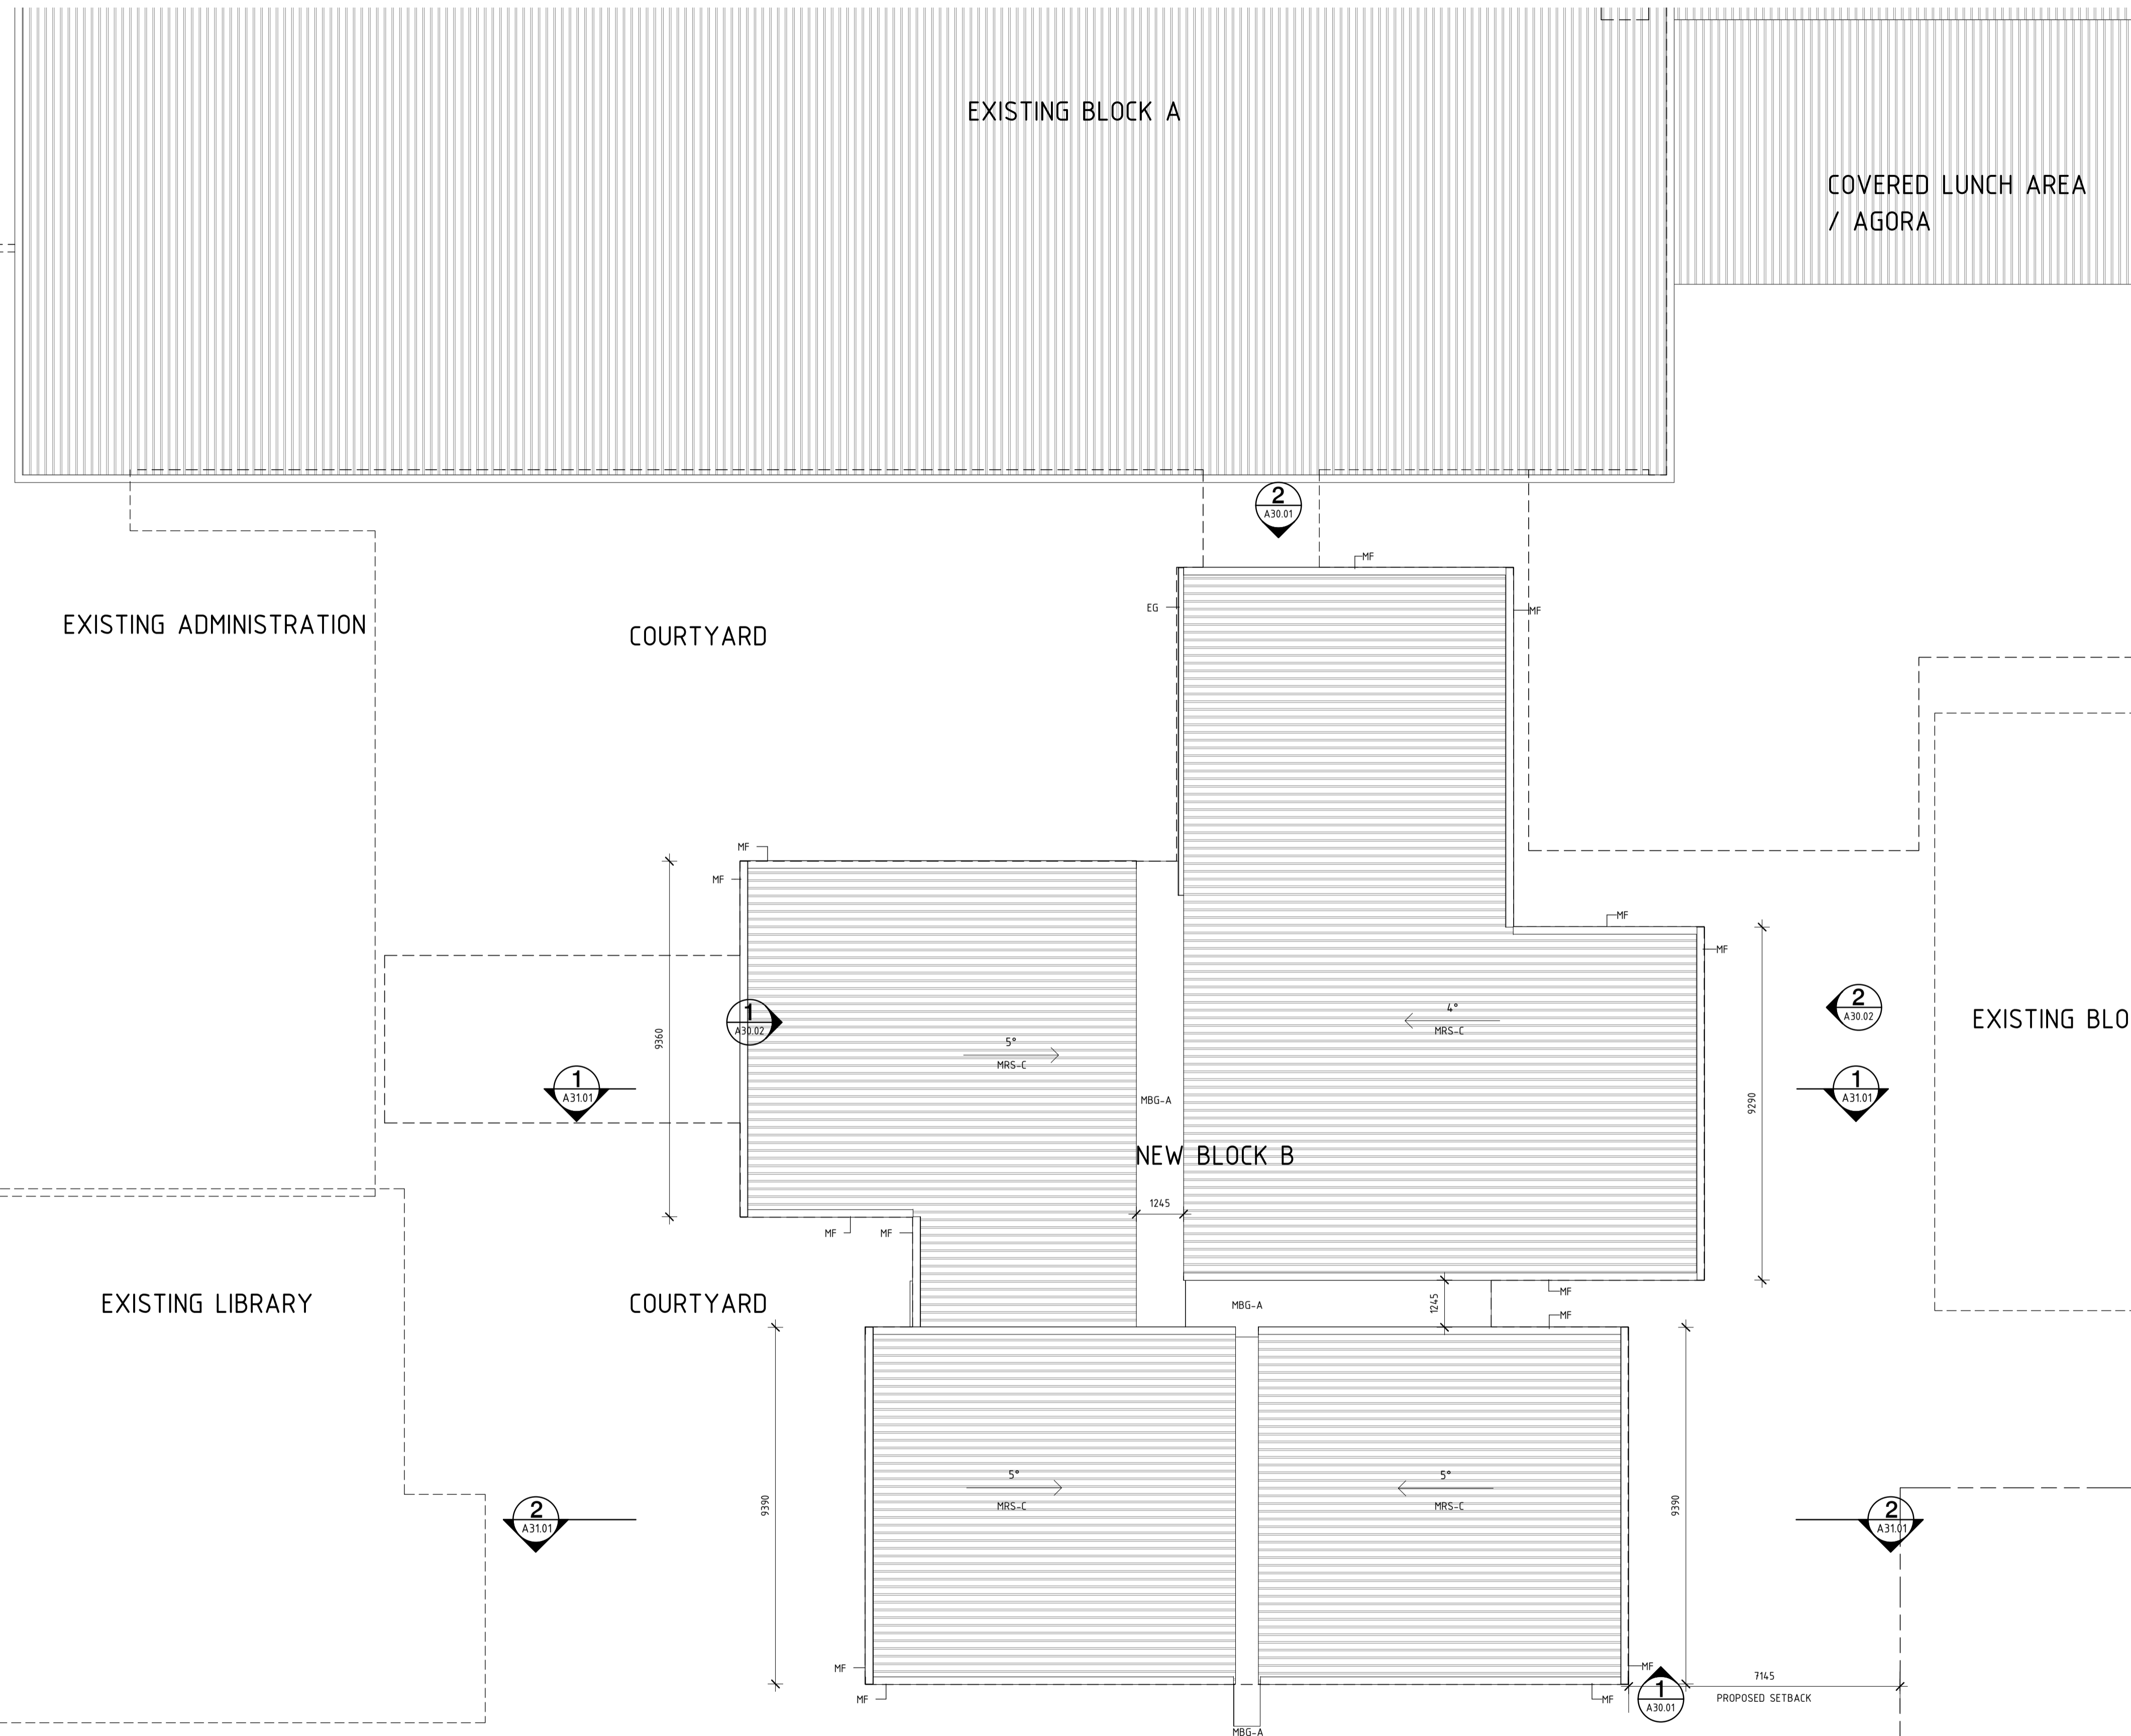 EXISTING BLOCK A
COVERED LUNCH AREA
/ AGORA
2
A30.01
MF
EG
MF
EXISTING ADMINISTRATION
COURTYARD
MF
MF
MF
MF
9360
1
A30.02
5°
MRS-C
4°
MRS-C
2
A30.02
EXISTING BLO
1
A31.01
MBG-A
1
A31.01
9290
NEW BLOCK B
1245
MF
MF
EXISTING LIBRARY
COURTYARD
MBG-A
1245
MF
MF
9390
5°
MRS-C
5°
MRS-C
9390
2
A31.01
2
A31.01
MF
MF
MF
MF
1
A30.01
7145
PROPOSED SETBACK
MBG-A